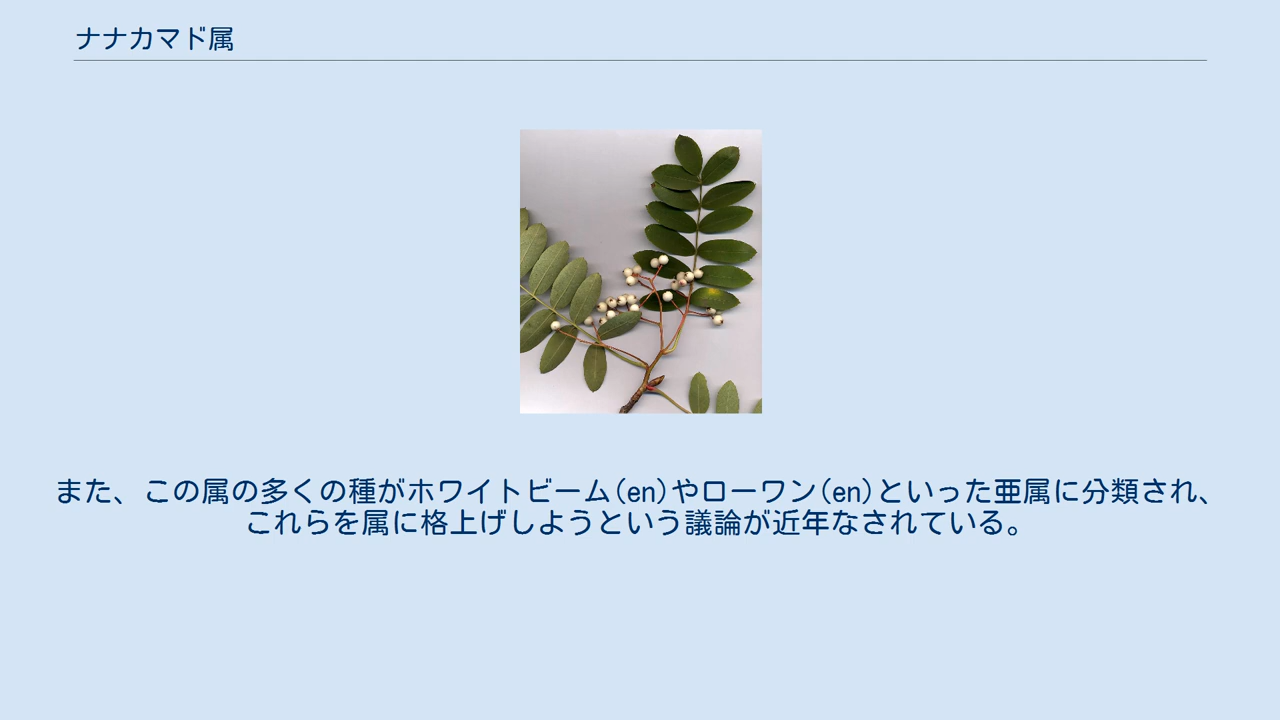 ナナカマド属
また、この属の多くの種がホワイトビーム(en)やローワン(en)といった亜属に分類され、
これらを属に格上げしようという議論が近年なされている。